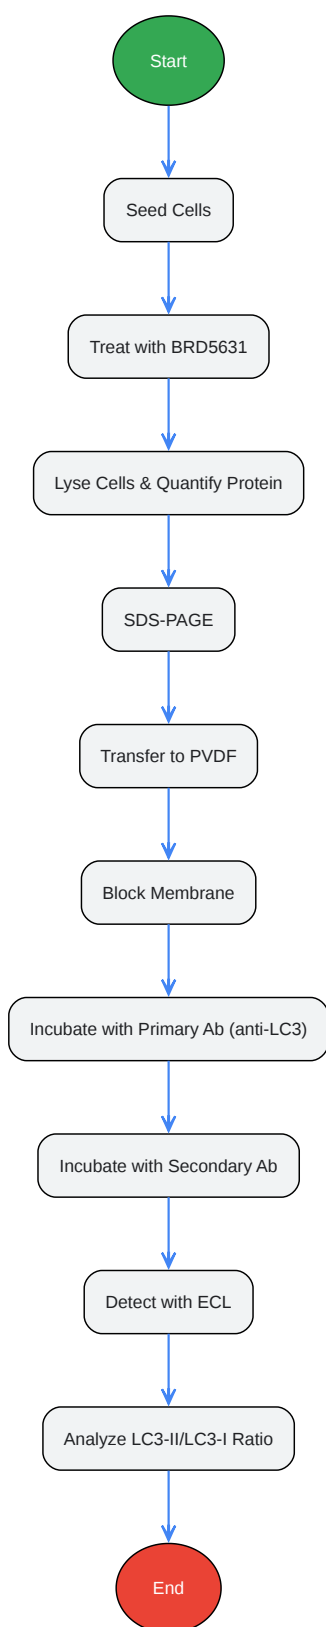 Start
Seed Cells
Treat with BRD5631
Lyse Cells & Quantify Protein
SDS-PAGE
Transfer to PVDF
Block Membrane
Incubate with Primary Ab (anti-LC3)
Incubate with Secondary Ab
Detect with ECL
Analyze LC3-II/LC3-I Ratio
End